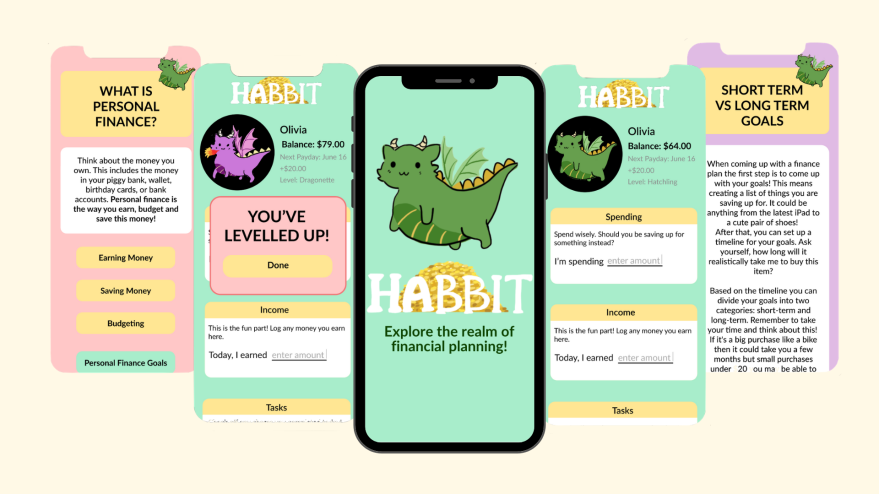 WHAT IS
PERSONAL
FINANCE?
Think about the money you
own. This includes the money
in your piggy bank, wallet,
birthday cards, or bank
accounts. Personal finance is
the way you earn, budget and
save this money!
Earning Money
Saving Money
Budgeting
Personal Finance Goals
HABBIT
Olivia
Balance: $79.00
Next Payday: June 16
+$20.00
Level: Dragonette
YOU'VE
LEVELLED UP!
Done
Income
This is the fun part! Log any money you earn
here.
Today, I earned enter amount
Tasks
HABBIT
Explore the realm of
financial planning!
HABBIT
Olivia
Balance: $64.00
Next Payday: June 16
+$20.00
Level: Hatchling
Spending
Spend wisely. Should you be saving up for
something instead?
I'm spending enter amount
Income
This is the fun part! Log any money you earn
here.
Today, I earned enter amount
Tasks
SHORT TERM
VS LONG TERM
GOALS
When coming up with a finance
plan the first step is to come up
with your goals! This means
creating a list of things you are
saving up for. It could be
anything from the latest iPad to
a cute pair of shoes!
After that, you can set up a
timeline for your goals. Ask
yourself, how long will it
realistically take me to buy this
item?
Based on the timeline you can
divide your goals into two
categories: short-term and
long-term. Remember to take
your time and think about this!
If it's a big purchase like a bike
then it could take you a few
months but small purchases
under 20 be able to